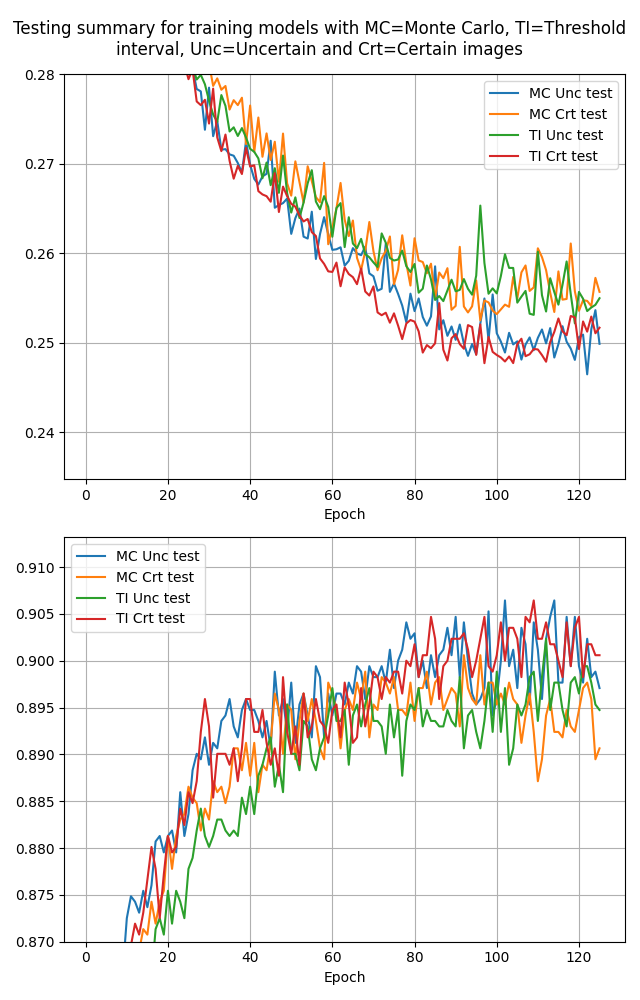 Testing summary for training models with MC=Monte Carlo, TI=Threshold
interval, Unc=Uncertain and Crt=Certain images
0.28
0.27
0.26
0.25
0.24
MC Unc test
MC Crt test
TI Unc test
TI Crt test
0 20 40 60 80 100 120
Epoch
0.910
0.905
0.900
0.895
0.890
0.885
0.880
0.875
0.870
MC Unc test
MC Crt test
TI Unc test
TI Crt test
0 20 40 60 80 100 120
Epoch